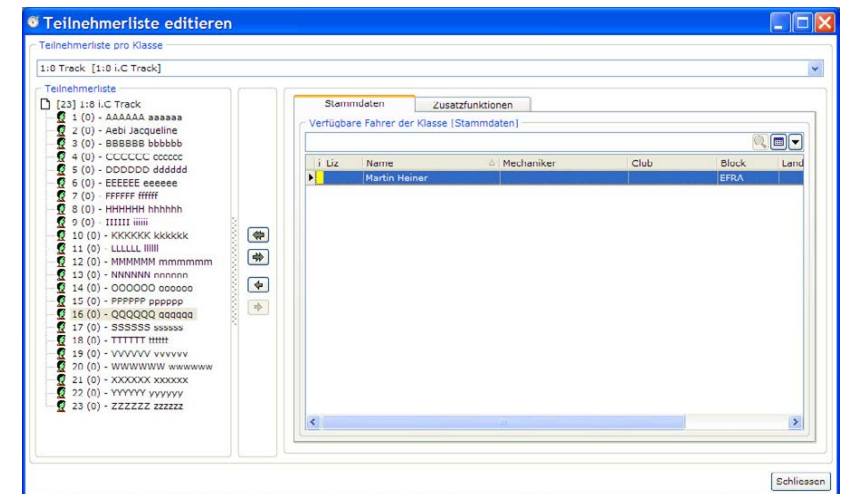 Teilnehmerliste editieren
Teilnehmerliste pro Klasse
1:8 Track [1:8 i.C Track]
Teilnehmerliste
[23] 1:8 i.C Track
1 (0) - AAAAAA aaaaaa
2 (0) - Aebi Jacqueline
3 (0) - BBBBBB bbbbbb
4 (0) - CCCCCC cccccc
5 (0) - DDDDDD dddddd
6 (0) - EEEEEE eeeeee
7 (0) - FFFFFF ffffff
8 (0) - HHHHHH hhhhhh
9 (0) - IIIIII iiiiii
10 (0) - KKKKKK kkkkkk
11 (0) - LLLLLL llllll
12 (0) - MMMMMM mmmmmm
13 (0) - NNNNNN nnnnnn
14 (0) - OOOOOO oooooo
15 (0) - PPPPPP pppppp
16 (0) - QQQQQQ qqqqqq
17 (0) - SSSSSS ssssss
18 (0) - TTTTTT tttttt
19 (0) - VVVVVV vvvvvv
20 (0) - WWWWWW wwwwww
21 (0) - XXXXXX xxxxxx
22 (0) - YYYYYY yyyyyy
23 (0) - ZZZZZZ zzzzzz
Stammdaten Zusatzfunktionen
Verfügbare Fahrer der Klasse [Stammdaten]
i Liz Name Mechaniker Club Block Land
Martin Heiner EFRA
Schliessen